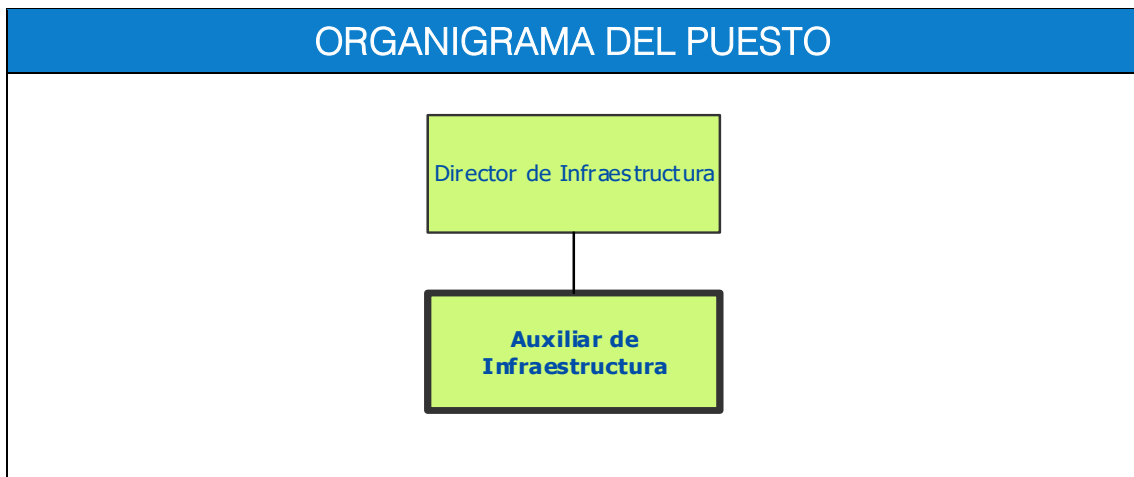 ORGANIGRAMA DEL PUESTO
Director de Infraestructura
Auxiliar de
Infraestructura